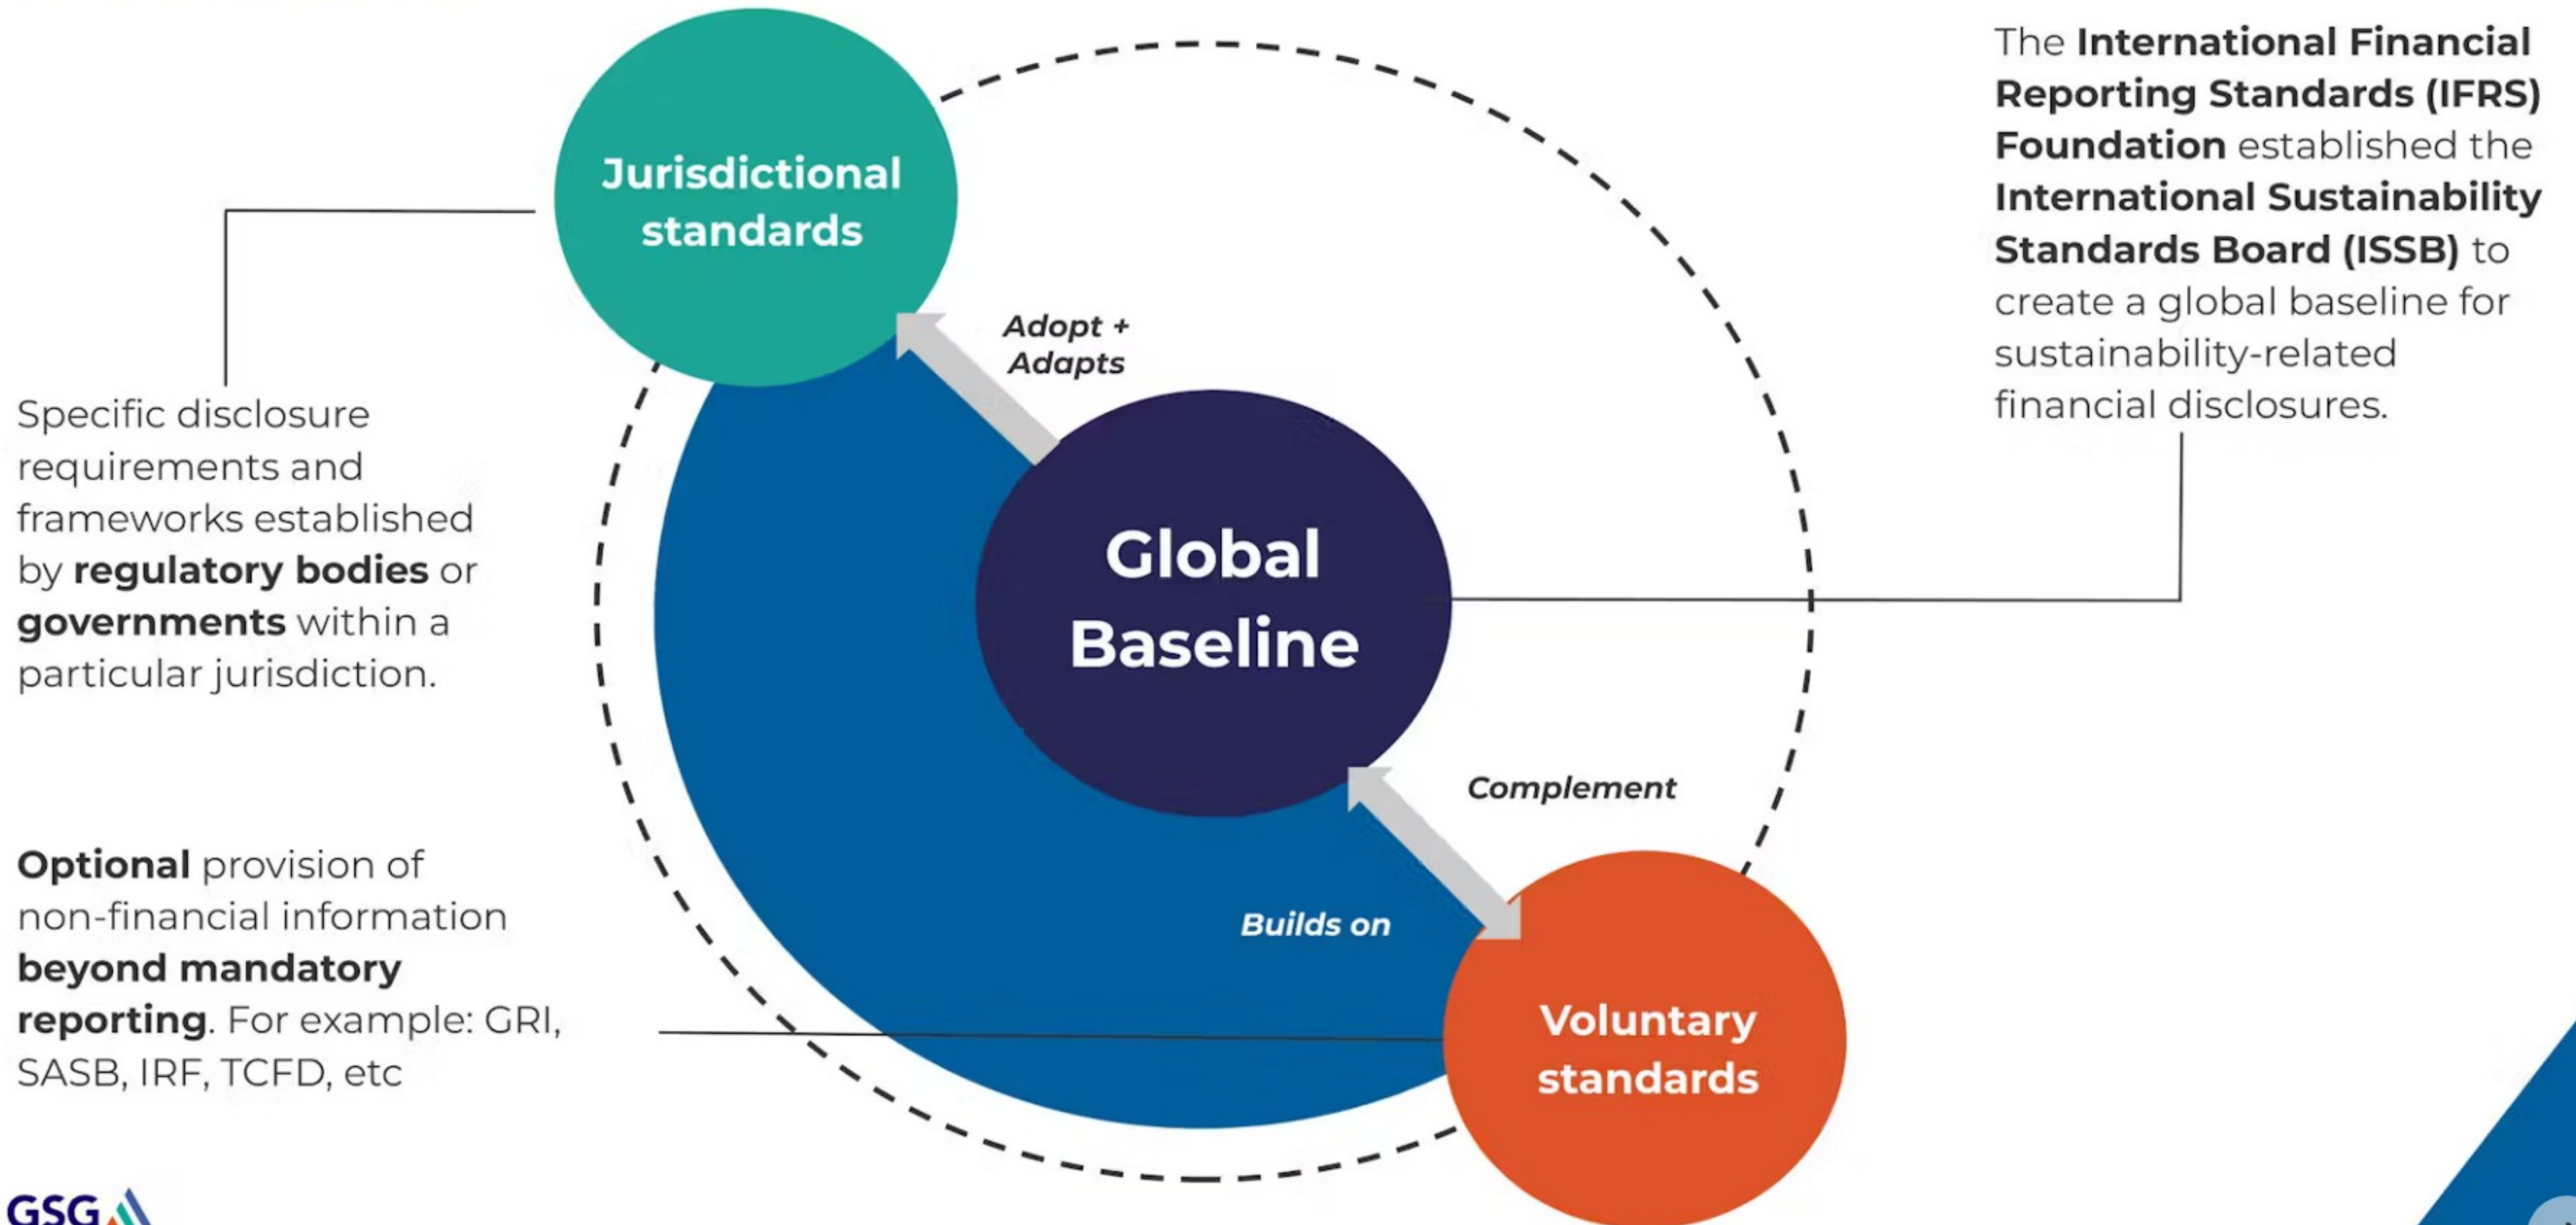 Jurisdictional
standards
The International Financial
Reporting Standards (IFRS)
Foundation established the
International Sustainability
Standards Board (ISSB) to
create a global baseline for
sustainability-related
financial disclosures.
Adopt +
Adapts
Specific disclosure
requirements and
frameworks established
by regulatory bodies or
governments within a
particular jurisdiction.
Global
Baseline
Complement
Builds on
Optional provision of
non-financial information
beyond mandatory
reporting. For example: GRI,
SASB, IRF, TCFD, etc
Voluntary
standards
GSG